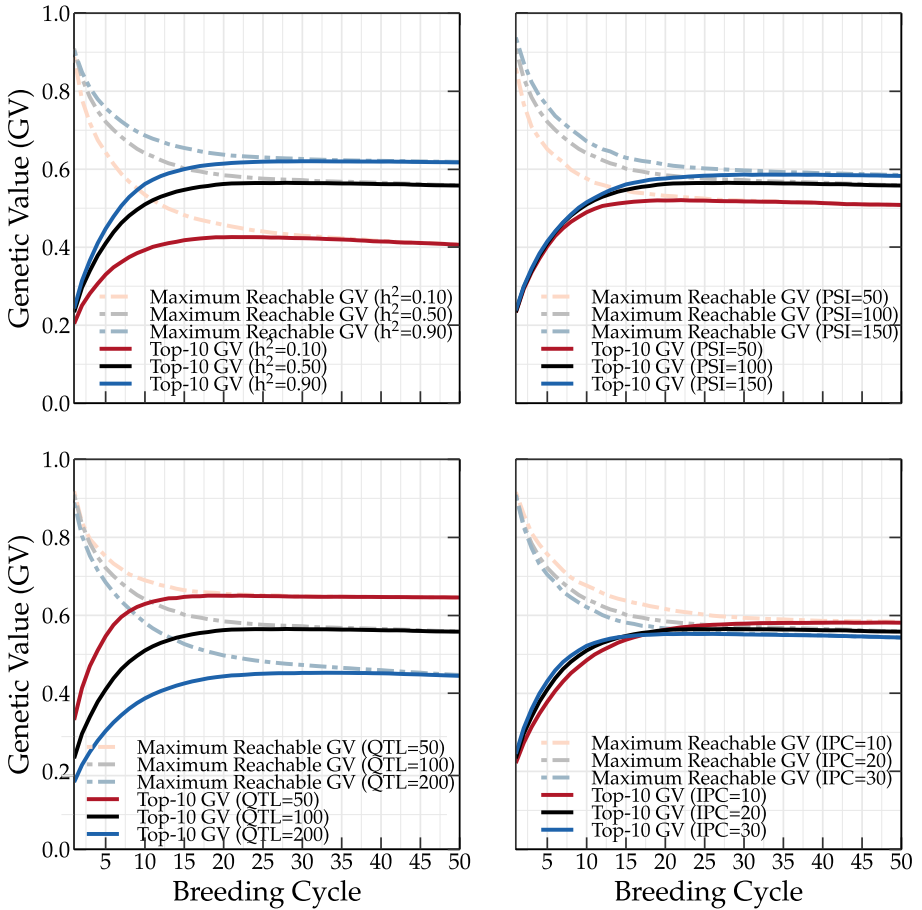 1.0
0.8
0.6
0.4
0.2
0.0
Genetic Value (GV)
Maximum Reachable GV (h²=0.10)
Maximum Reachable GV (h²=0.50)
Maximum Reachable GV (h²=0.90)
Top-10 GV (h²=0.10)
Top-10 GV (h²=0.50)
Top-10 GV (h²=0.90)
Maximum Reachable GV (PSI=50)
Maximum Reachable GV (PSI=100)
Maximum Reachable GV (PSI=150)
Top-10 GV (PSI=50)
Top-10 GV (PSI=100)
Top-10 GV (PSI=150)
1.0
0.8
0.6
0.4
0.2
0.0
Genetic Value (GV)
Maximum Reachable GV (QTL=50)
Maximum Reachable GV (QTL=100)
Maximum Reachable GV (QTL=200)
Top-10 GV (QTL=50)
Top-10 GV (QTL=100)
Top-10 GV (QTL=200)
5 10 15 20 25 30 35 40 45 50
Breeding Cycle
Maximum Reachable GV (IPC=10)
Maximum Reachable GV (IPC=20)
Maximum Reachable GV (IPC=30)
Top-10 GV (IPC=10)
Top-10 GV (IPC=20)
Top-10 GV (IPC=30)
5 10 15 20 25 30 35 40 45 50
Breeding Cycle